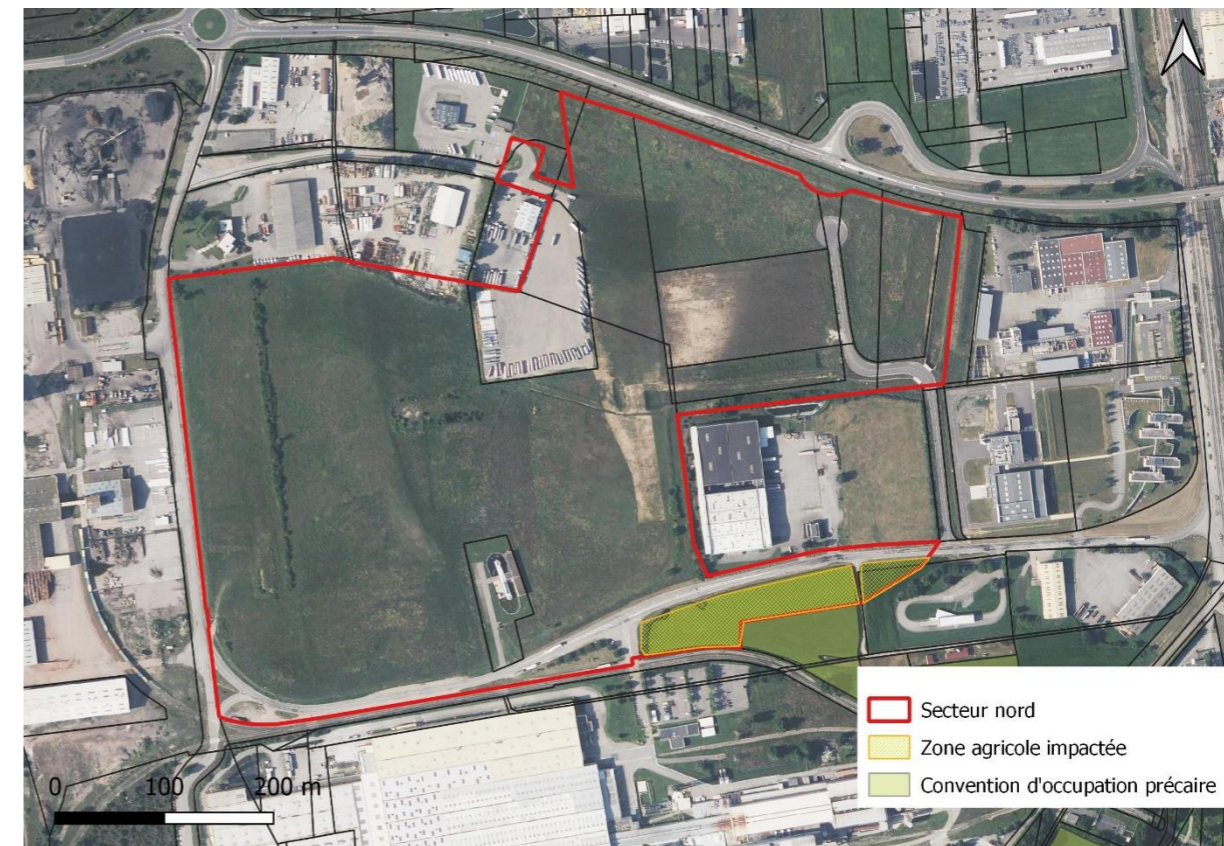 0 100 200 m
Secteur nord
Zone agricole impactée
Convention d'occupation précaire